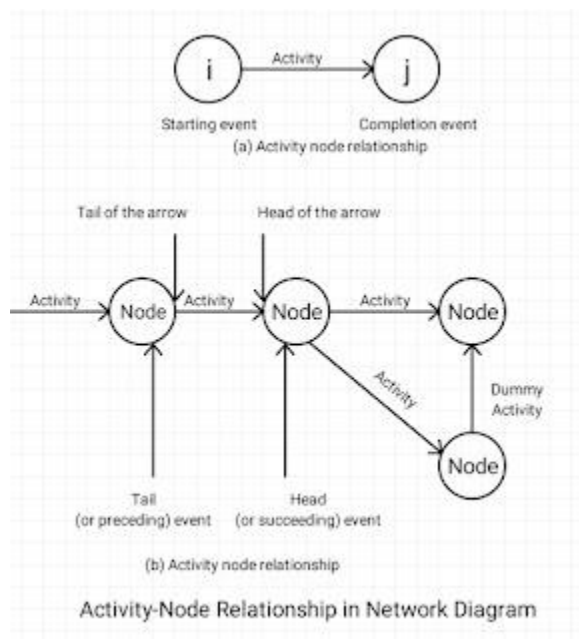 Activity
i
j
Starting event
Completion event
(a) Activity node relationship
Tail of the arrow
Head of the arrow
Activity
Node
Activity
Node
Activity
Node
Activity
Dummy
Activity
Node
Tail
(or preceding) event
Head
(or succeeding) event
(b) Activity node relationship
Activity-Node Relationship in Network Diagram